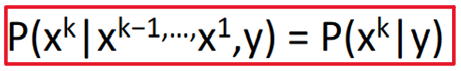 P(xᵏ|xᵏ⁻¹,...,x¹,y) = P(xᵏ|y)